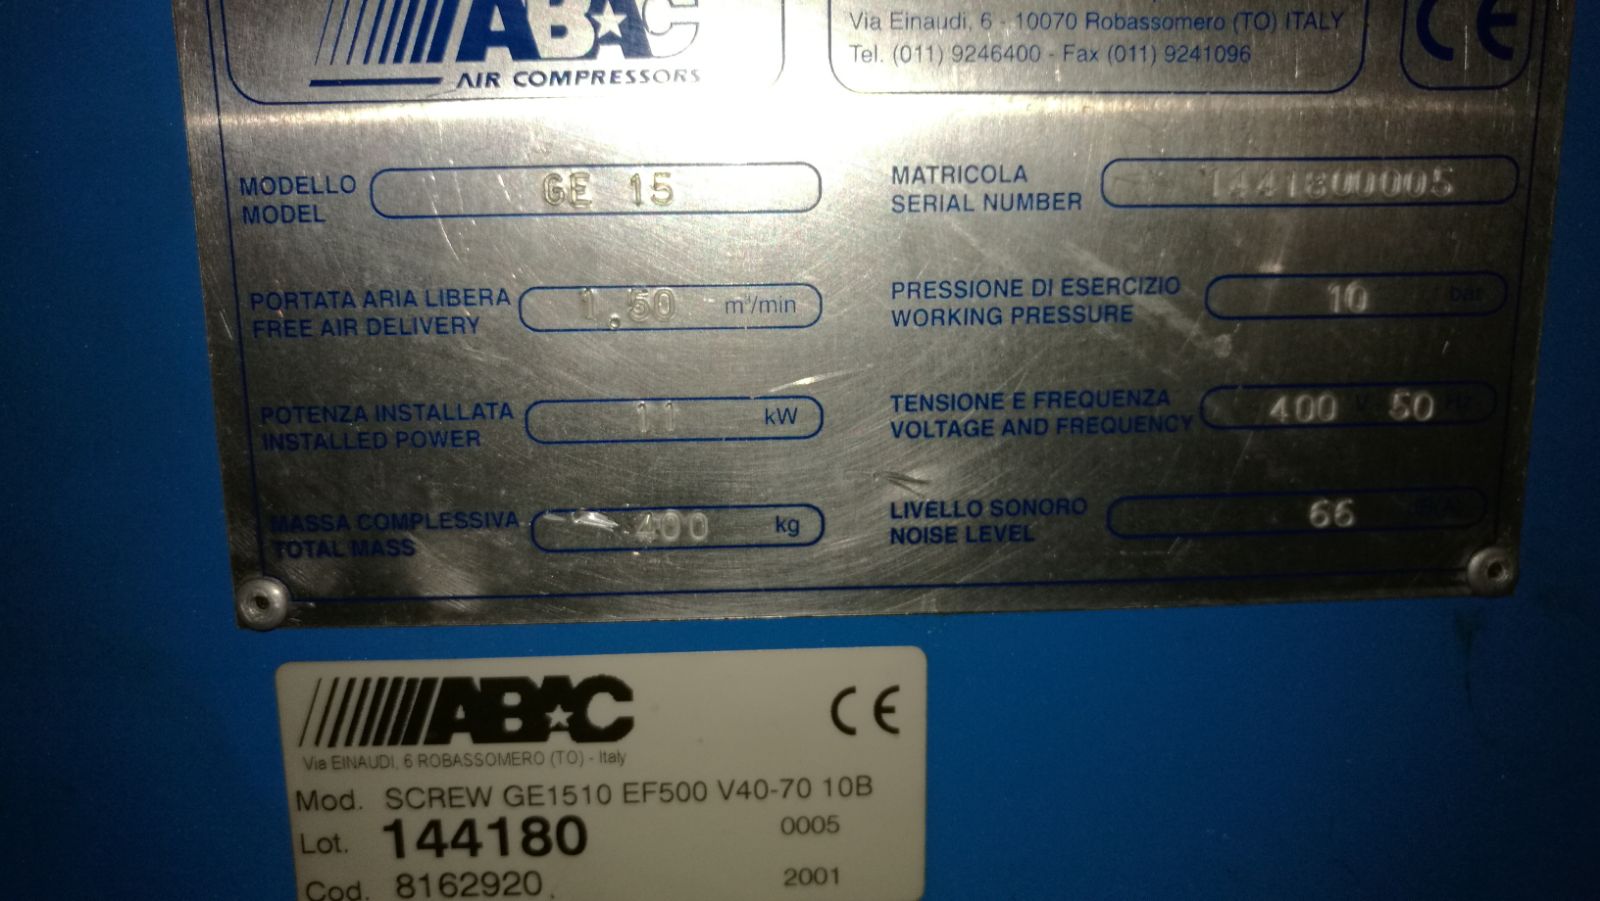 ABAC
AIR COMPRESSORS
Via Einaudi, 6 - 10070 Robassomero (TO) ITALY
Tel. (011) 9246400 - Fax (011) 9241096
CE
MODELLO
MODEL
GE 15
MATRICOLA
SERIAL NUMBER
1441800005
PORTATA ARIA LIBERA
FREE AIR DELIVERY
1,50 m³/min
PRESSIONE DI ESERCIZIO
WORKING PRESSURE
10 bar
POTENZA INSTALLATA
INSTALLED POWER
11 kW
TENSIONE E FREQUENZA
VOLTAGE AND FREQUENCY
400 V 50 Hz
MASSA COMPLESSIVA
TOTAL MASS
400 kg
LIVELLO SONORO
NOISE LEVEL
66
ABAC
CE
Via EINAUDI, 6 ROBASSOMERO (TO) - Italy
Mod. SCREW GE1510 EF500 V40-70 10B
Lot. 144180 0005
Cod. 8162920 2001